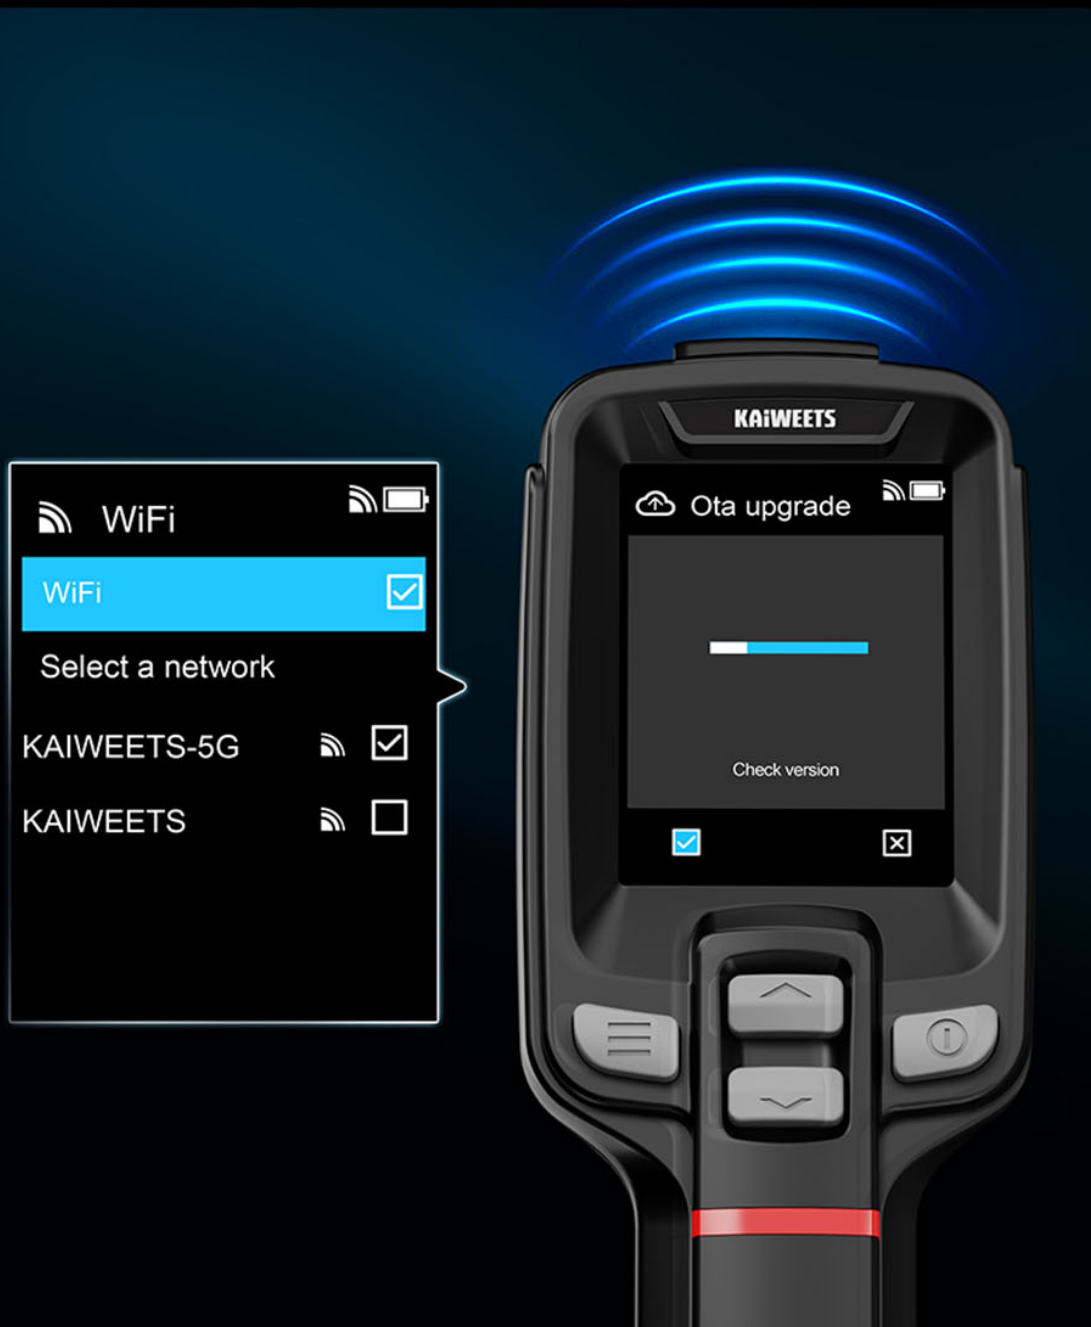 WiFi
WiFi
Select a network
KAIWEETS-5G
KAIWEETS
KAiWEETS
Ota upgrade
Check version